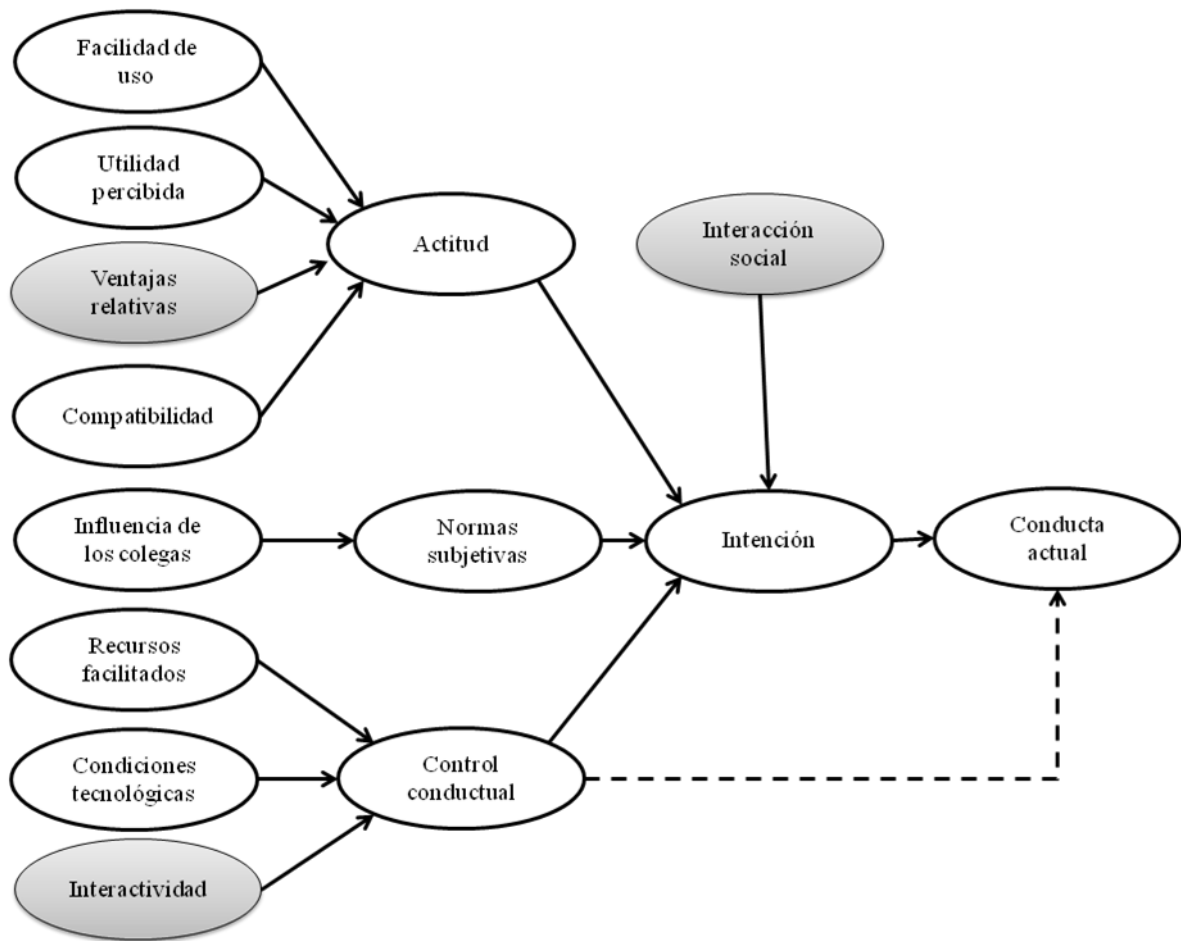 Facilidad de
uso
Utilidad
percibida
Ventajas
relativas
Compatibilidad
Influencia de
los colegas
Recursos
facilitados
Condiciones
tecnológicas
Interactividad
Actitud
Normas
subjetivas
Control
conductual
Interacción
social
Intención
Conducta
actual